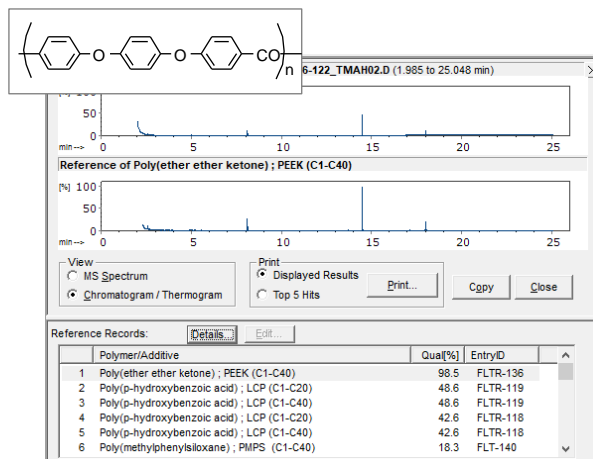 O O CO n
6-122_TMAH02.D (1.985 to 25.048 min)
[%] 100
50
0
min--> 0 5 10 15 20 25
Reference of Poly(ether ether ketone) ; PEEK (C1-C40)
[%] 100
50
0
min--> 0 5 10 15 20 25
View
MS Spectrum
Chromatogram / Thermogram
Print
Displayed Results
Top 5 Hits
Print...
Copy
Close
Reference Records: Details... Edit...
Polymer/Additive Qual[%] EntryID
1 Poly(ether ether ketone) ; PEEK (C1-C40) 98.5 FLTR-136
2 Poly(p-hydroxybenzoic acid) ; LCP (C1-C20) 48.6 FLTR-119
3 Poly(p-hydroxybenzoic acid) ; LCP (C1-C40) 48.6 FLTR-119
4 Poly(p-hydroxybenzoic acid) ; LCP (C1-C20) 42.6 FLTR-118
5 Poly(p-hydroxybenzoic acid) ; LCP (C1-C40) 42.6 FLTR-118
6 Poly(methylphenylsiloxane) ; PMPS (C1-C40) 18.3 FLT-140